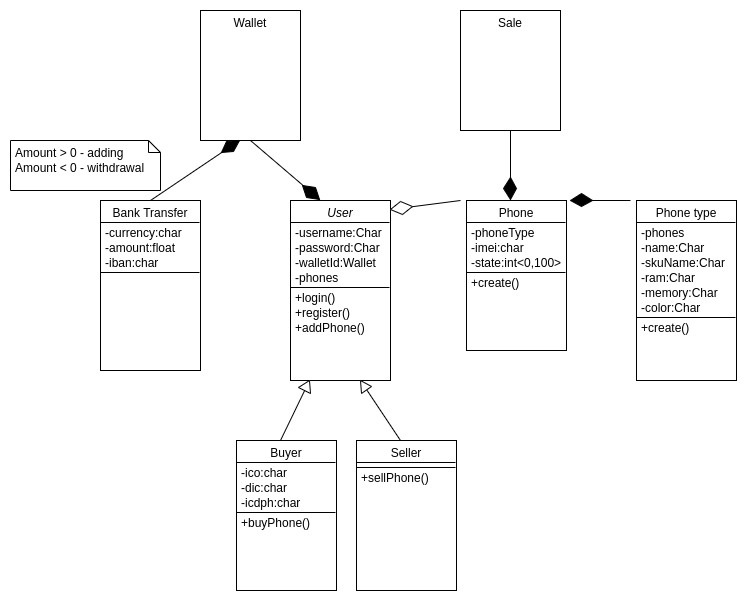 Wallet
Sale
Amount > 0 - adding
Amount < 0 - withdrawal
Bank Transfer
-currency:char
-amount:float
-iban:char
User
-username:Char
-password:Char
-walletId:Wallet
-phones
+login()
+register()
+addPhone()
Phone
-phoneType
-imei:char
-state:int<0,100>
+create()
Phone type
-phones
-name:Char
-skuName:Char
-ram:Char
-memory:Char
-color:Char
+create()
Buyer
-ico:char
-dic:char
-icdph:char
+buyPhone()
Seller
+sellPhone()